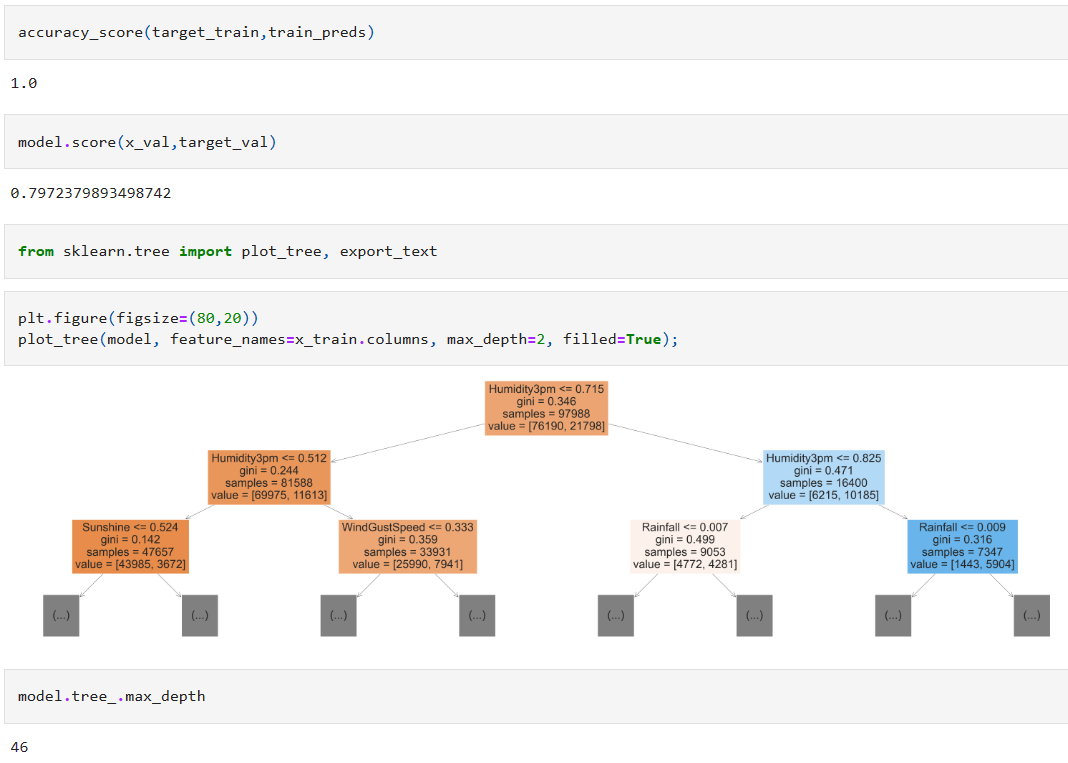 accuracy_score(target_train,train_preds)
1.0
model.score(x_val,target_val)
0.7972379893498742
from sklearn.tree import plot_tree, export_text
plt.figure(figsize=(80,20))
plot_tree(model, feature_names=x_train.columns, max_depth=2, filled=True);
Humidity3pm <= 0.715
gini = 0.346
samples = 97988
value = [76190, 21798]
Humidity3pm <= 0.512
gini = 0.244
samples = 81588
value = [69975, 11613]
Humidity3pm <= 0.825
gini = 0.471
samples = 16400
value = [6215, 10185]
Sunshine <= 0.524
gini = 0.142
samples = 47657
value = [43985, 3672]
WindGustSpeed <= 0.333
gini = 0.359
samples = 33931
value = [25990, 7941]
Rainfall <= 0.007
gini = 0.499
samples = 9053
value = [4772, 4281]
Rainfall <= 0.009
gini = 0.316
samples = 7347
value = [1443, 5904]
(...)
(...)
(...)
(...)
(...)
(...)
(...)
(...)
model.tree_.max_depth
46